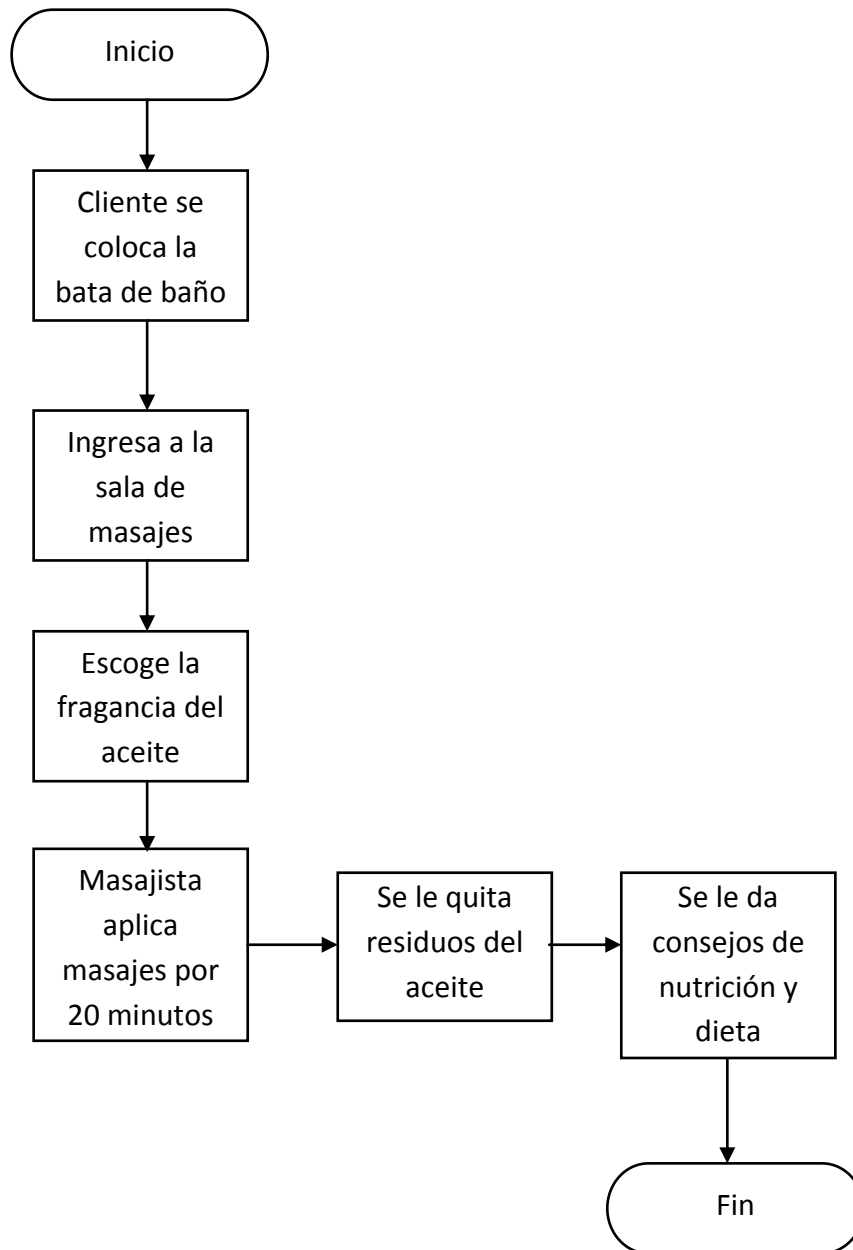 Inicio
Cliente se
coloca la
bata de baño
Ingresa a la
sala de
masajes
Escoge la
fragancia del
aceite
Masajista
aplica
masajes por
20 minutos
Se le quita
residuos del
aceite
Se le da
consejos de
nutrición y
dieta
Fin